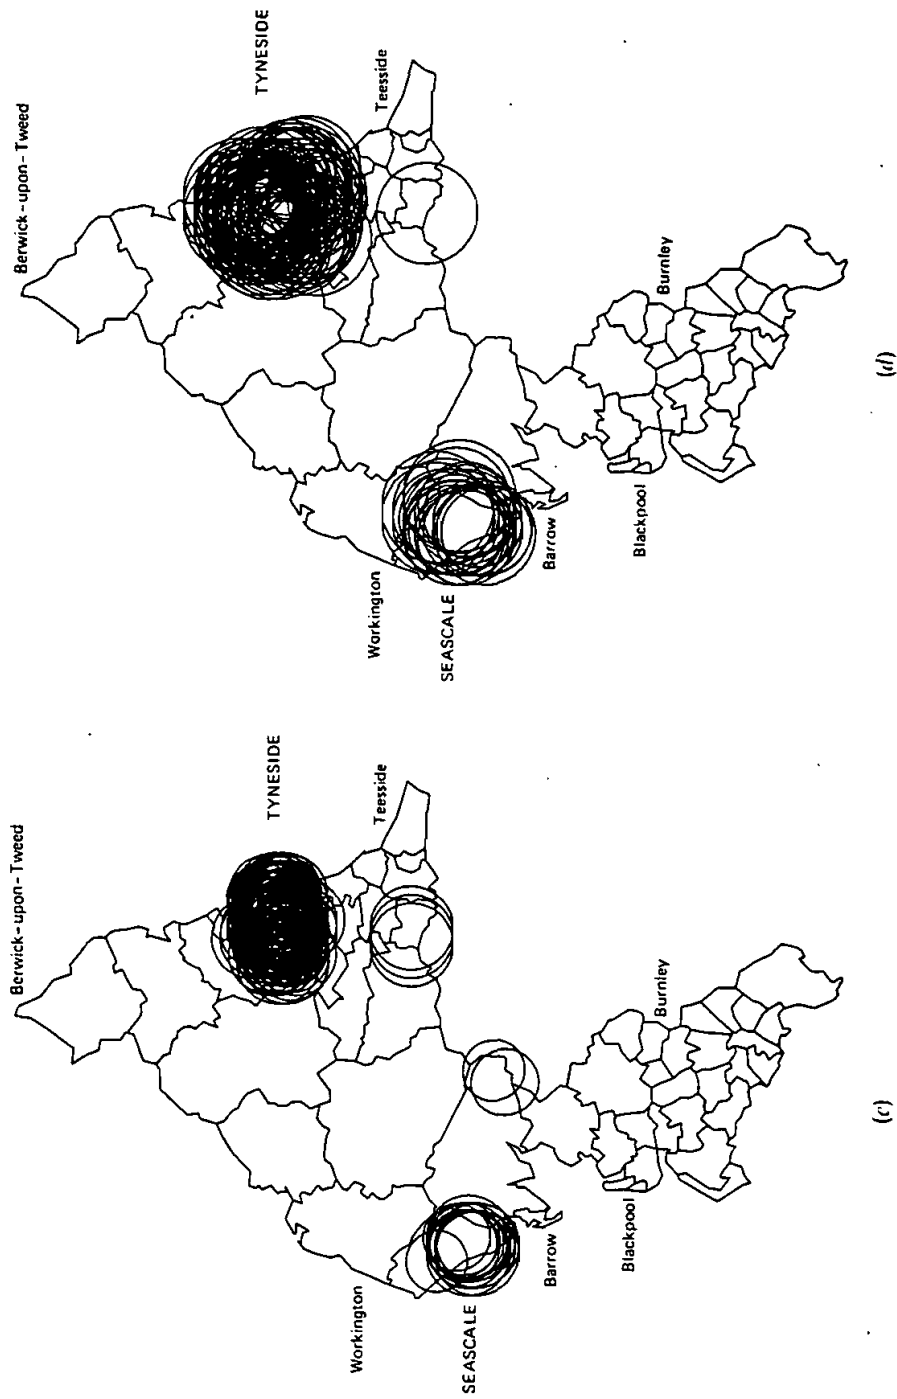 Berwick-upon-Tweed
TYNESIDE
Teesside
Workington
SEASCALE
Barrow
Blackpool
Burnley
(c)
Berwick-upon-Tweed
TYNESIDE
Teesside
Workington
SEASCALE
Barrow
Blackpool
Burnley
(d)